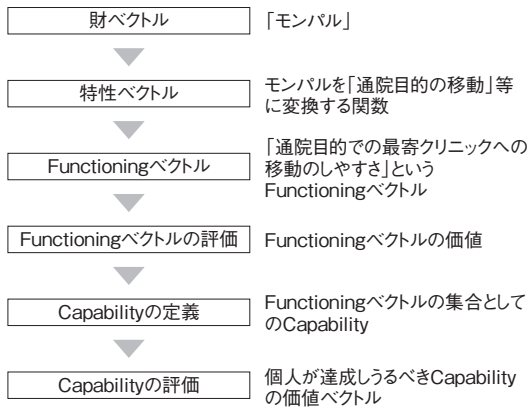 財ベクトル
「モンパル」
特性ベクトル
モンパルを「通院目的の移動」等
に変換する関数
Functioningベクトル
「通院目的での最寄クリニックへの
移動のしやすさ」という
Functioningベクトル
Functioningベクトルの評価
Functioningベクトルの価値
Capabilityの定義
Functioningベクトルの集合として
のCapability
Capabilityの評価
個人が達成しうるべきCapability
の価値ベクトル